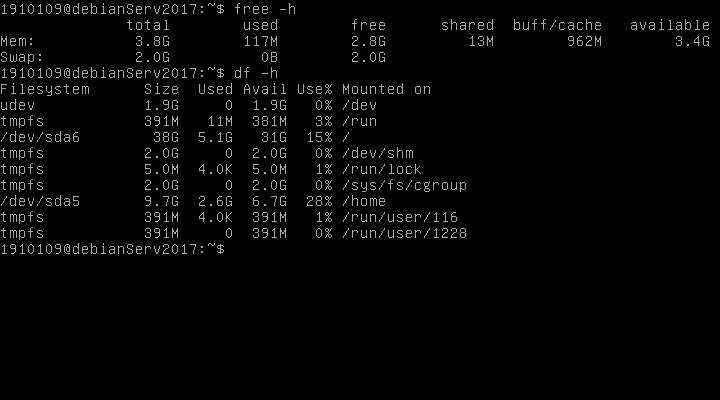 1910109@debianServ2017:~$ free -h
              total        used        free      shared  buff/cache   available
Mem:           3.8G        117M        2.8G         13M        962M        3.4G
Swap:          2.0G          0B        2.0G
1910109@debianServ2017:~$ df -h
Filesystem      Size  Used Avail Use% Mounted on
udev            1.9G     0  1.9G   0% /dev
tmpfs           391M   11M  381M   3% /run
/dev/sda6        38G  5.1G   31G  15% /
tmpfs           2.0G     0  2.0G   0% /dev/shm
tmpfs           5.0M  4.0K  5.0M   1% /run/lock
tmpfs           2.0G     0  2.0G   0% /sys/fs/cgroup
/dev/sda5       9.7G  2.6G  6.7G  28% /home
tmpfs           391M  4.0K  391M   1% /run/user/116
tmpfs           391M     0  391M   0% /run/user/1228
1910109@debianServ2017:~$